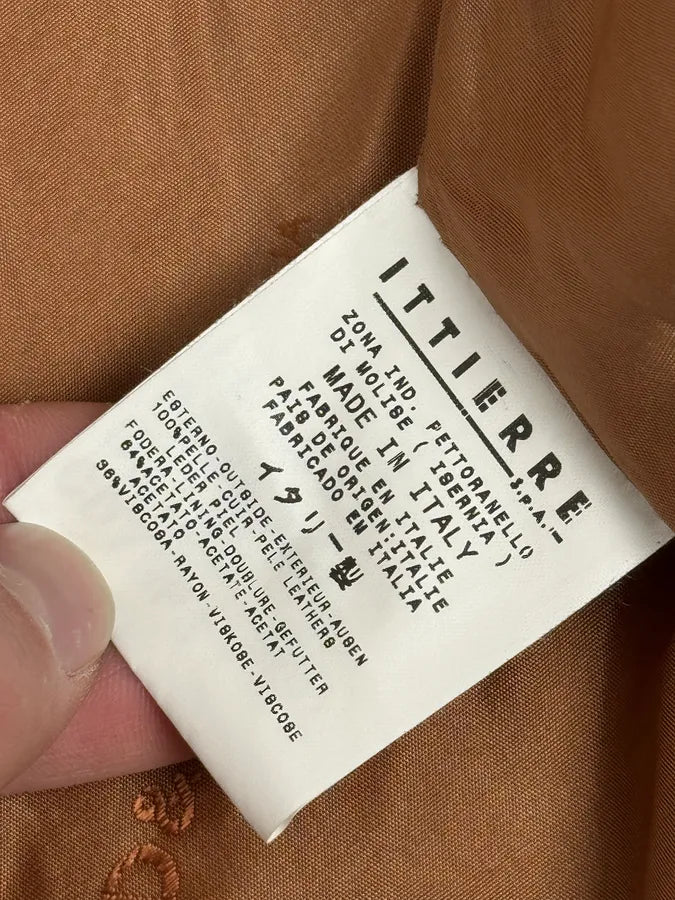 ITTIERRE
S.P.A.
ZONA IND. PETTORANELLO
DI MOLISE ( ISERNIA )
MADE IN ITALY
FABRIQUE EN ITALIE
PAIS DE ORIGEN:ITALIE
FABRICADO EN ITALIA
イタリー製
ESTERNO-OUTSIDE-EXTERIEUR-AUSEN
100%PELLE CUIR PELE LEATHERS
LEDER PIEL
FODERA-LINING-DOUBLURE-GEFUTTER
64%ACETATO-ACETATE-ACETAT
ACETATO
36%VISCOSA-RAYON-VISKOSE-VISCOSE